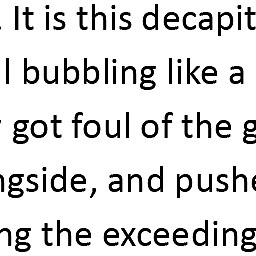 . It is this decapit
l bubbling like a
got foul of the g
ngside, and pushe
ng the exceeding